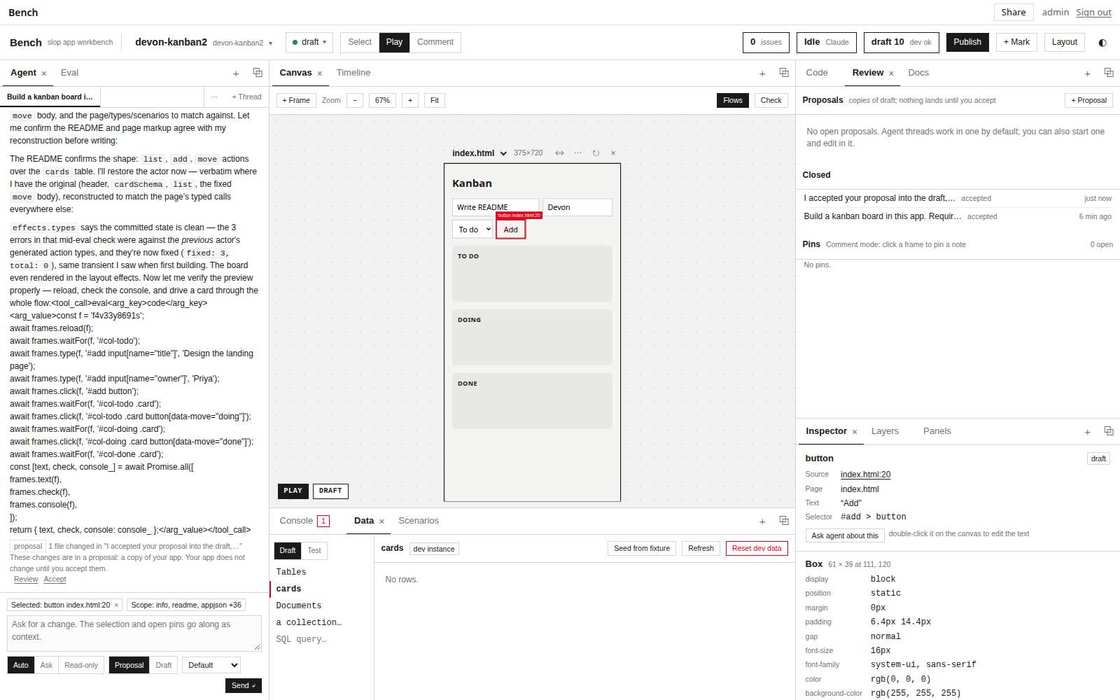 Bench
Share
admin
Sign out
Bench
slop app workbench
devon-kanban2
devon-kanban2
draft
Select
Play
Comment
0 issues
Idle Claude
draft 10 dev ok
Publish
+ Mark
Layout
Agent ×
Eval
Build a kanban board i…
…
+ Thread
move body, and the page/types/scenarios to match against. Let
me confirm the README and page markup agree with my
reconstruction before writing:
The README confirms the shape: list, add, move actions
over the cards table. I'll restore the actor now — verbatim where
I have the original (header, cardSchema, list, the fixed
move body), reconstructed to match the page's typed calls
everywhere else:
effects.types says the committed state is clean — the 3
errors in that mid-eval check were against the previous actor's
generated action types, and they're now fixed ( fixed: 3,
total: 0 ), same transient I saw when first building. The board
even rendered in the layout effects. Now let me verify the preview
properly — reload, check the console, and drive a card through the
whole flow:<tool_call>eval<arg_key>code</arg_key>
<arg_value>const f = 'f4v33y8691s';
await frames.reload(f);
await frames.waitFor(f, '#col-todo');
await frames.type(f, '#add input[name="title"]', 'Design the landing
page');
await frames.type(f, '#add input[name="owner"]', 'Priya');
await frames.click(f, '#add button');
await frames.waitFor(f, '#col-todo .card');
await frames.click(f, '#col-todo .card button[data-move="doing"]');
await frames.waitFor(f, '#col-doing .card');
await frames.click(f, '#col-doing .card button[data-move="done"]');
await frames.waitFor(f, '#col-done .card');
const [text, check, console_] = await Promise.all([
frames.text(f),
frames.check(f),
frames.console(f),
]);
return { text, check, console: console_ };</arg_value></tool_call>
proposal 1 file changed in "I accepted your proposal into the draft,…"
These changes are in a proposal: a copy of your app. Your app does not
change until you accept them.
Review Accept
Selected: button index.html:20 ×
Scope: info, readme, appjson +36
Ask for a change. The selection and open pins go along as
context.
Auto
Ask
Read-only
Proposal
Draft
Default
Send
Canvas ×
Timeline
+ Frame
Zoom
−
67%
+
Fit
Flows
Check
index.html
375×720
Kanban
Write README
Devon
button index.html:20
To do
Add
TO DO
DOING
DONE
PLAY
DRAFT
Console 1
Data ×
Scenarios
Draft
Test
Tables
cards
Documents
a collection…
SQL query…
cards
dev instance
Seed from fixture
Refresh
Reset dev data
No rows.
Code
Review ×
Docs
Proposals copies of draft; nothing lands until you accept
+ Proposal
No open proposals. Agent threads work in one by default; you can also start one
and edit in it.
Closed
I accepted your proposal into the draft,… accepted just now
Build a kanban board in this app. Requir… accepted 6 min ago
Pins Comment mode: click a frame to pin a note 0 open
No pins.
Inspector ×
Layers
Panels
button
draft
Source index.html:20
Page index.html
Text “Add”
Selector #add > button
Ask agent about this
double-click it on the canvas to edit the text
Box 61 × 39 at 111, 120
display block
position static
margin 0px
padding 6.4px 14.4px
gap normal
font-size 16px
font-family system-ui, sans-serif
color rgb(0, 0, 0)
background-color rgb(255, 255, 255)